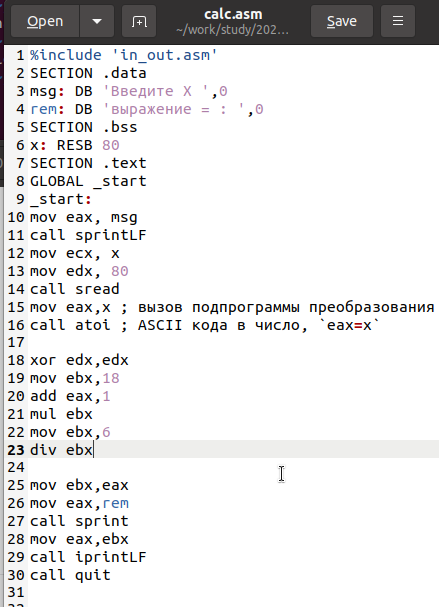 Open
calc.asm
~/work/study/202...
Save
1 %include 'in_out.asm'
2 SECTION .data
3 msg: DB 'Введите X ',0
4 rem: DB 'выражение = : ',0
5 SECTION .bss
6 x: RESB 80
7 SECTION .text
8 GLOBAL _start
9 _start:
10 mov eax, msg
11 call sprintLF
12 mov ecx, x
13 mov edx, 80
14 call sread
15 mov eax,x ; вызов подпрограммы преобразования
16 call atoi ; ASCII кода в число, `eax=x`
17
18 xor edx,edx
19 mov ebx,18
20 add eax,1
21 mul ebx
22 mov ebx,6
23 div ebx
24
25 mov ebx,eax
26 mov eax,rem
27 call sprint
28 mov eax,ebx
29 call iprintLF
30 call quit
31